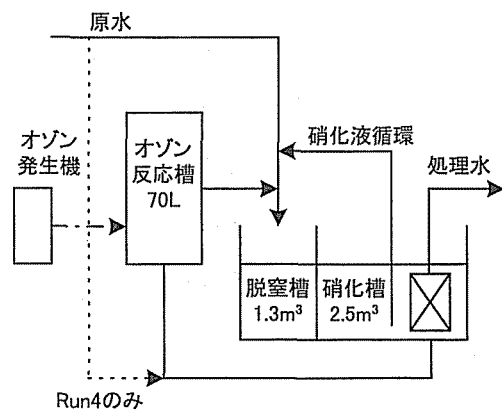 原水
オゾン
発生機
オゾン
反応槽
70L
硝化液循環
処理水
脱窒槽
1.3m³
硝化槽
2.5m³
Run4のみ